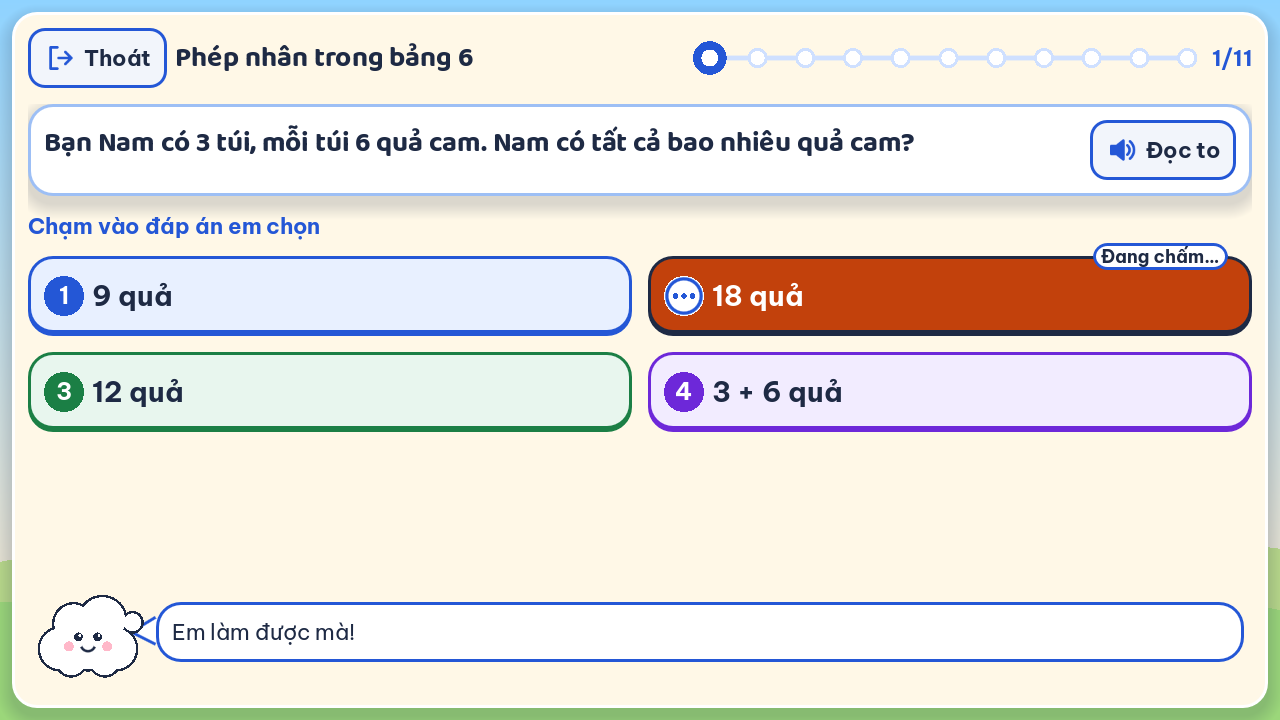 Thoát
Phép nhân trong bảng 6
1/11
Bạn Nam có 3 túi, mỗi túi 6 quả cam. Nam có tất cả bao nhiêu quả cam?
Đọc to
Chạm vào đáp án em chọn
1 9 quả
Đang chấm...
18 quả
3 12 quả
4 3 + 6 quả
Em làm được mà!